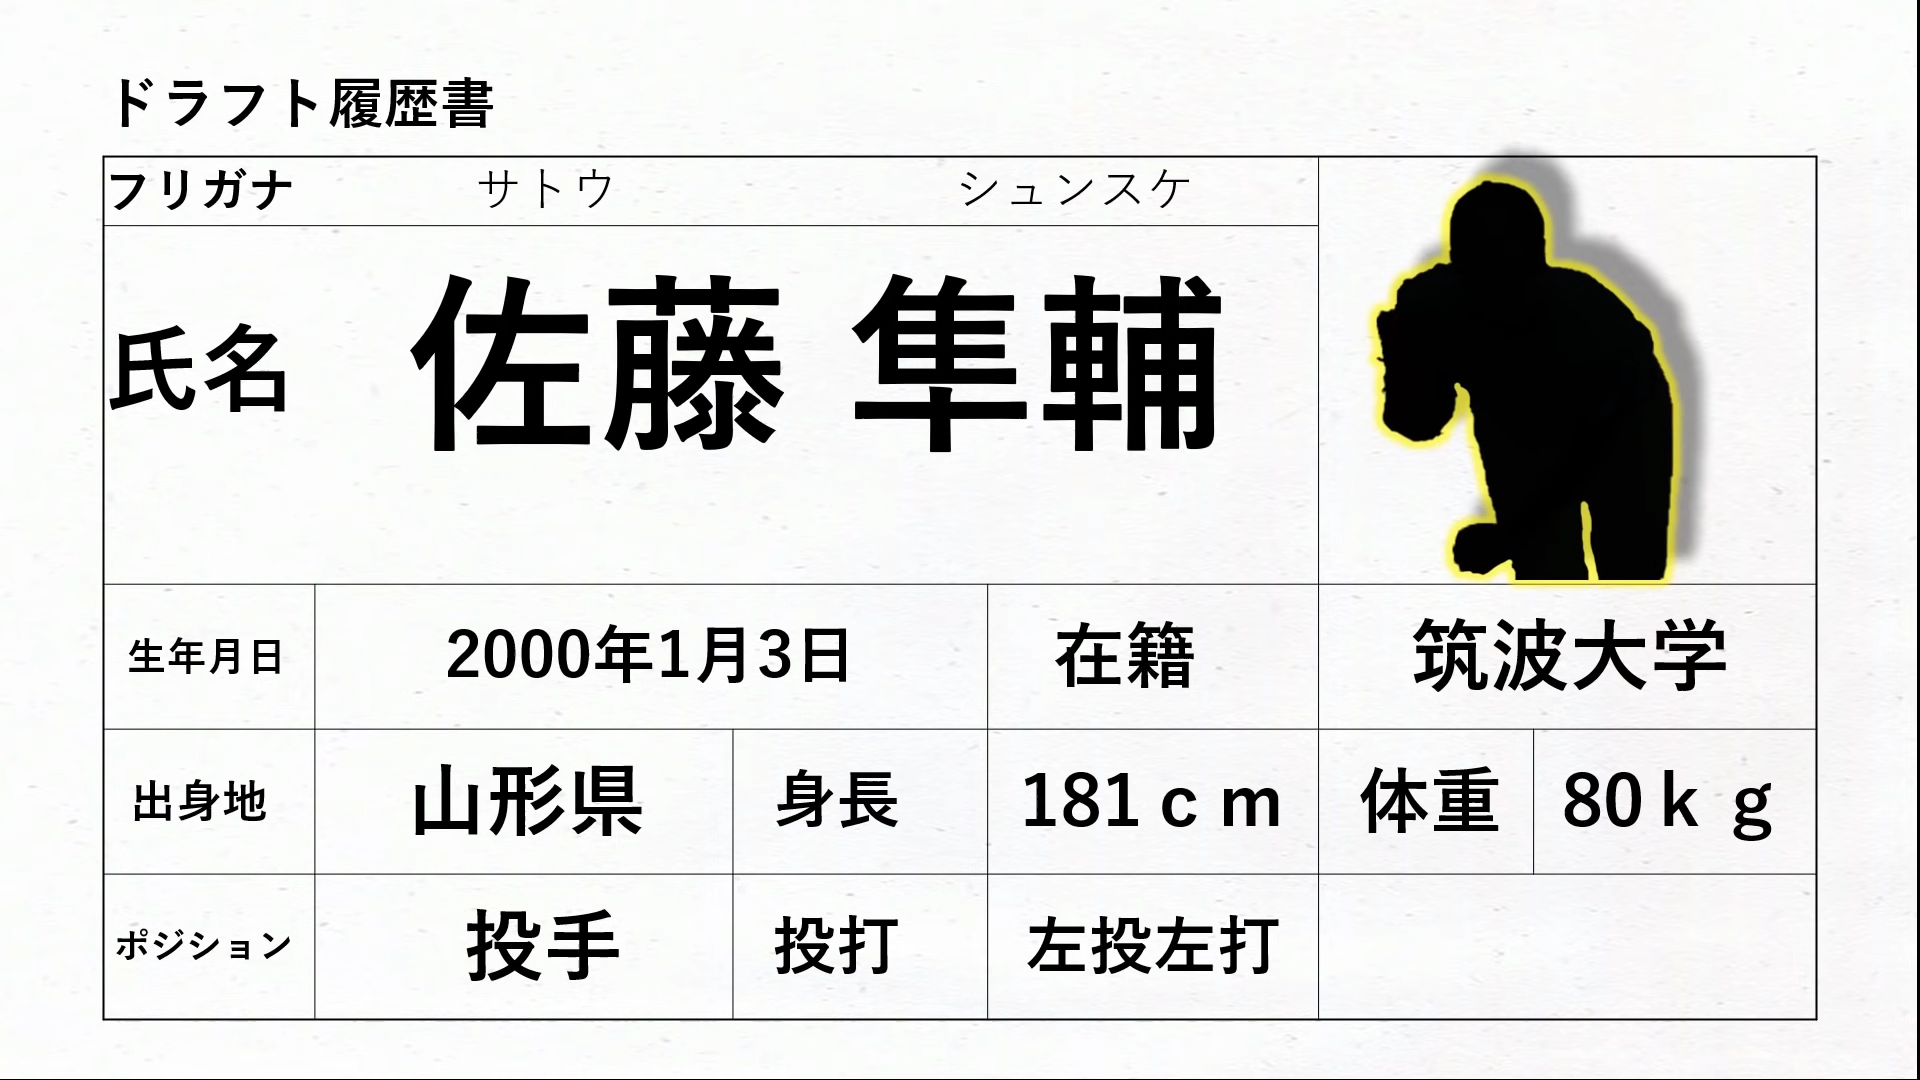 ドラフト履歴書
フリガナ サトウ シュンスケ
氏名 佐藤 隼輔
生年月日 2000年1月3日 在籍 筑波大学
出身地 山形県 身長 181ｃｍ 体重 80ｋｇ
ポジション 投手 投打 左投左打